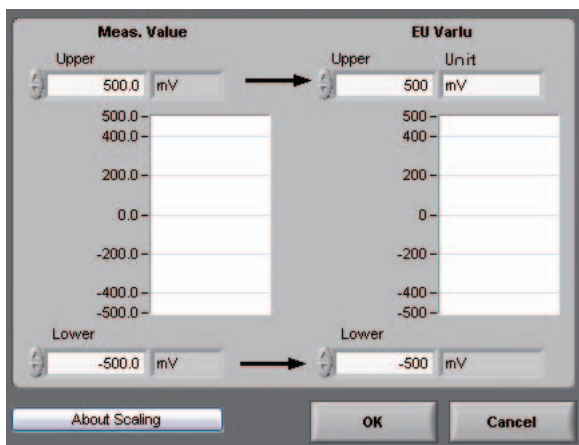 Meas. Value EU Varlu
Upper Upper Unit
500.0 mV 500 mV
500.0 500
400.0 400
200.0 200
0.0 0
-200.0 -200
-400.0 -400
-500.0 -500
Lower Lower
-500.0 mV -500 mV
About Scaling OK Cancel